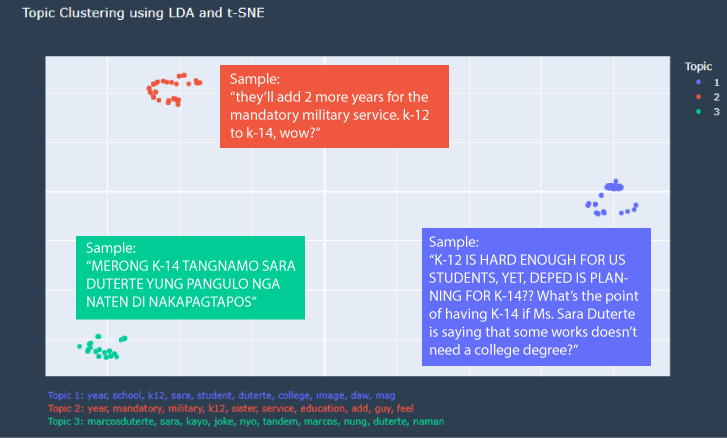 Topic Clustering using LDA and t-SNE
Topic
1
2
3
Sample:
“they’ll add 2 more years for the
mandatory military service. k-12
to k-14, wow?“
Sample:
“MERONG K-14 TANGNAMO SARA
DUTERTE YUNG PANGULO NGA
NATEN DI NAKAPAGTAPOS“
Sample:
“K-12 IS HARD ENOUGH FOR US
STUDENTS, YET, DEPED IS PLAN-
NING FOR K-14?? What’s the point
of having K-14 if Ms. Sara Duterte
is saying that some works doesn’t
need a college degree?“
Topic 1: year, school, k12, sara, student, duterte, college, image, daw, mag
Topic 2: year, mandatory, military, k12, sister, service, education, add, guy, feel
Topic 3: marcosduterte, sara, kayo, joke, nyo, tandem, marcos, nung, duterte, naman